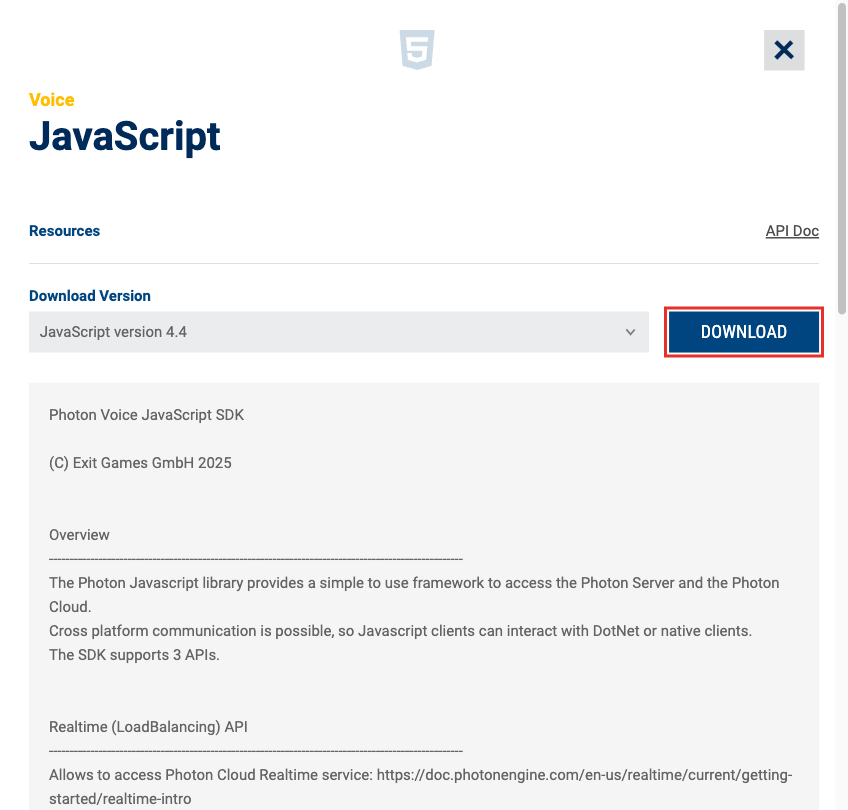 5
Voice
JavaScript
Resources
API Doc
Download Version
JavaScript version 4.4
DOWNLOAD
Photon Voice JavaScript SDK
(C) Exit Games GmbH 2025
Overview
----------------------------------------------------------------------------------------------------
The Photon Javascript library provides a simple to use framework to access the Photon Server and the Photon
Cloud.
Cross platform communication is possible, so Javascript clients can interact with DotNet or native clients.
The SDK supports 3 APIs.
Realtime (LoadBalancing) API
----------------------------------------------------------------------------------------------------
Allows to access Photon Cloud Realtime service: https://doc.photonengine.com/en-us/realtime/current/getting-
started/realtime-intro